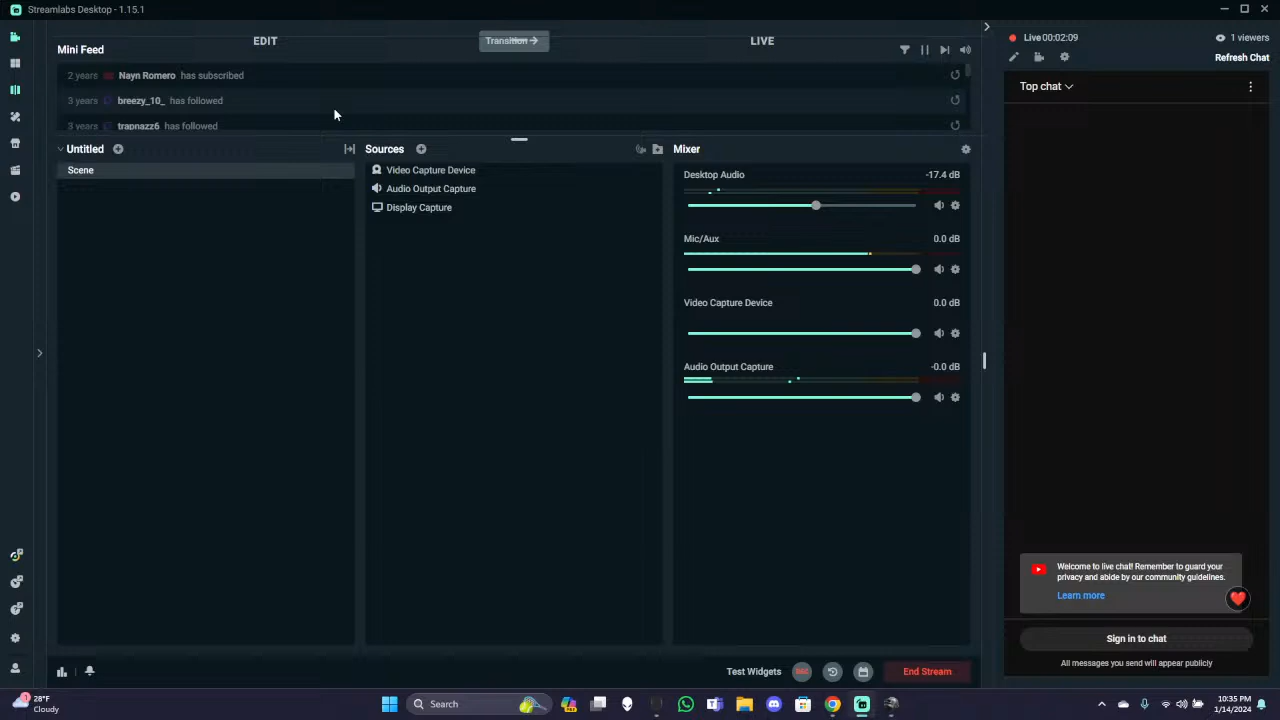 Streamlabs Desktop - 1.15.1
EDIT
Transition
LIVE
Mini Feed
2 years Nayn Romero has subscribed
3 years breezy_10_ has followed
3 years trapnazz6 has followed
Untitled
Scene
Sources
Video Capture Device
Audio Output Capture
Display Capture
Mixer
Desktop Audio -17.4 dB
Mic/Aux 0.0 dB
Video Capture Device 0.0 dB
Audio Output Capture -0.0 dB
Live 00:02:09 1 viewers
Refresh Chat
Top chat
Welcome to live chat! Remember to guard your
privacy and abide by our community guidelines.
Learn more
Sign in to chat
All messages you send will appear publicly
Test Widgets REC End Stream
28°F
Cloudy
Search
10:35 PM
1/14/2024